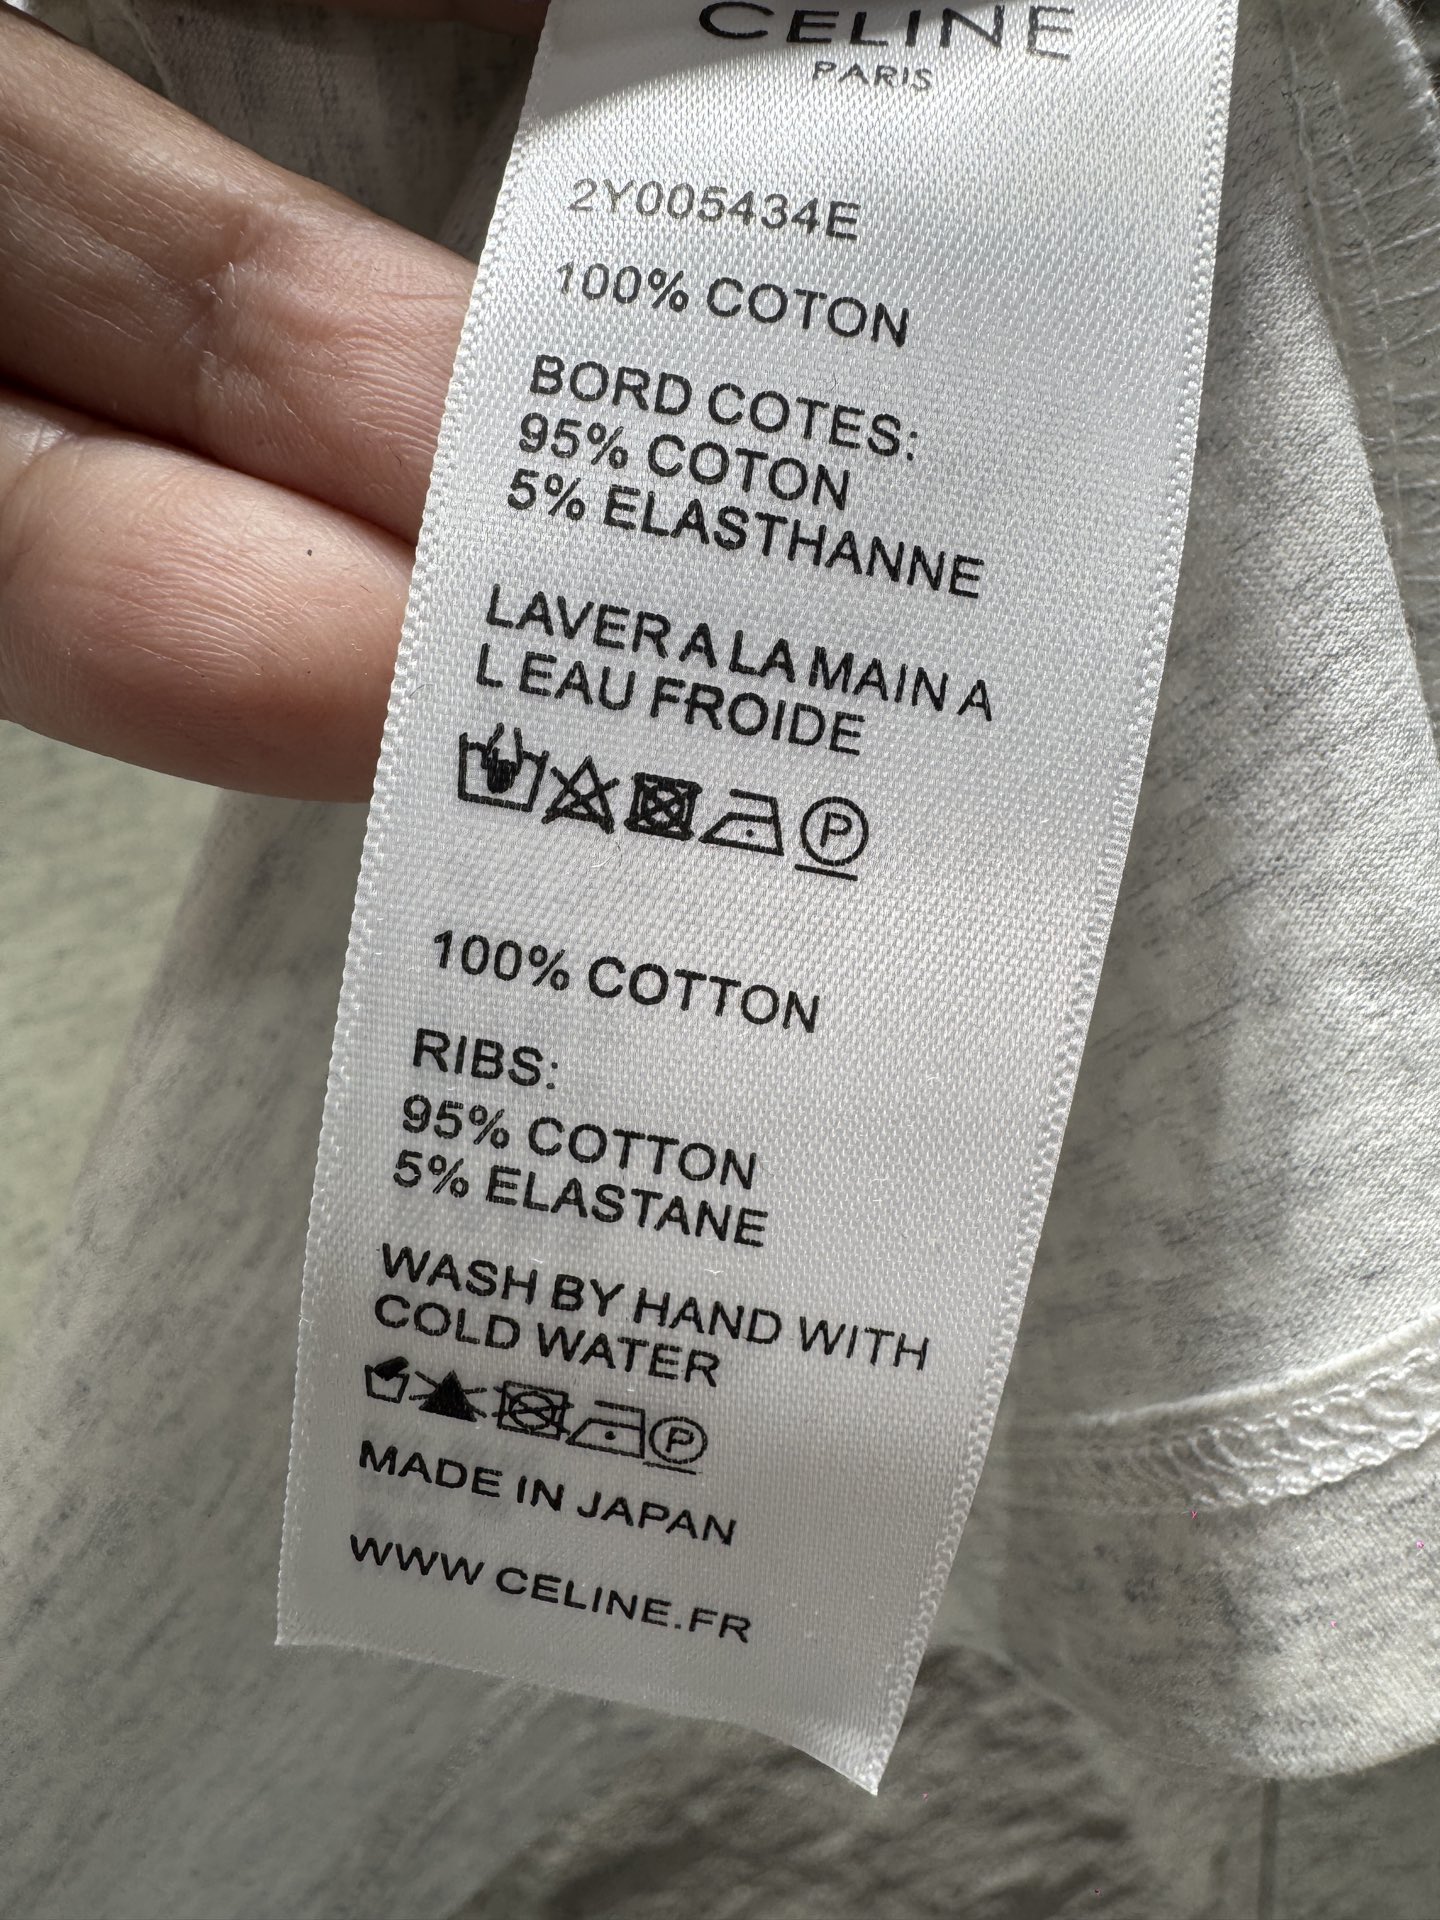 CELINE
PARIS
2Y005434E
100% COTON
BORD COTES:
95% COTON
5% ELASTHANNE
LAVER A LA MAIN A
L EAU FROIDE
P
100% COTTON
RIBS:
95% COTTON
5% ELASTANE
WASH BY HAND WITH
COLD WATER
P
MADE IN JAPAN
WWW CELINE.FR